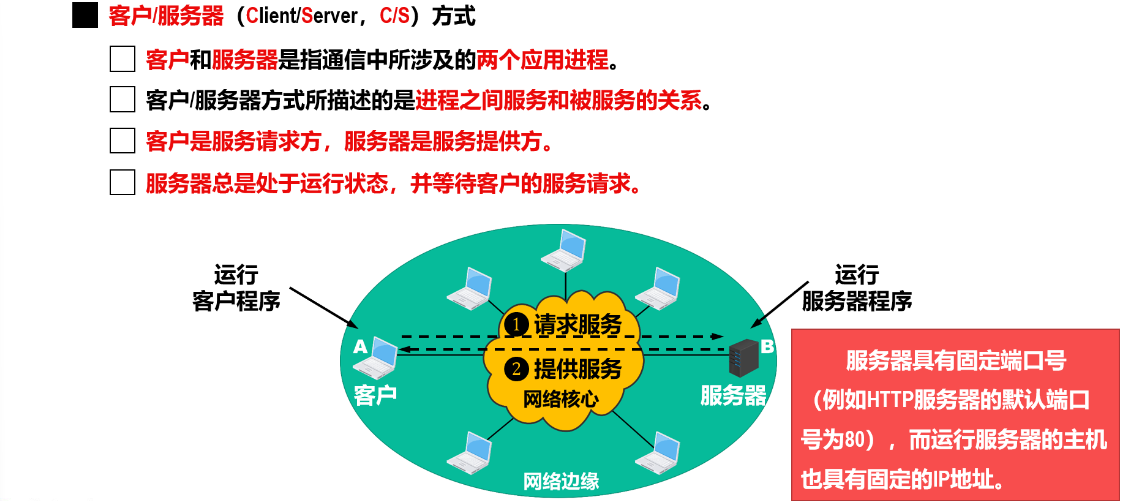 客户/服务器（Client/Server，C/S）方式
客户和服务器是指通信中所涉及的两个应用进程。
客户/服务器方式所描述的是进程之间服务和被服务的关系。
客户是服务请求方，服务器是服务提供方。
服务器总是处于运行状态，并等待客户的服务请求。
运行
客户程序
运行
服务器程序
❶ 请求服务
A
B
❷ 提供服务
客户
网络核心
服务器
网络边缘
服务器具有固定端口号
（例如HTTP服务器的默认端口
号为80），而运行服务器的主机
也具有固定的IP地址。